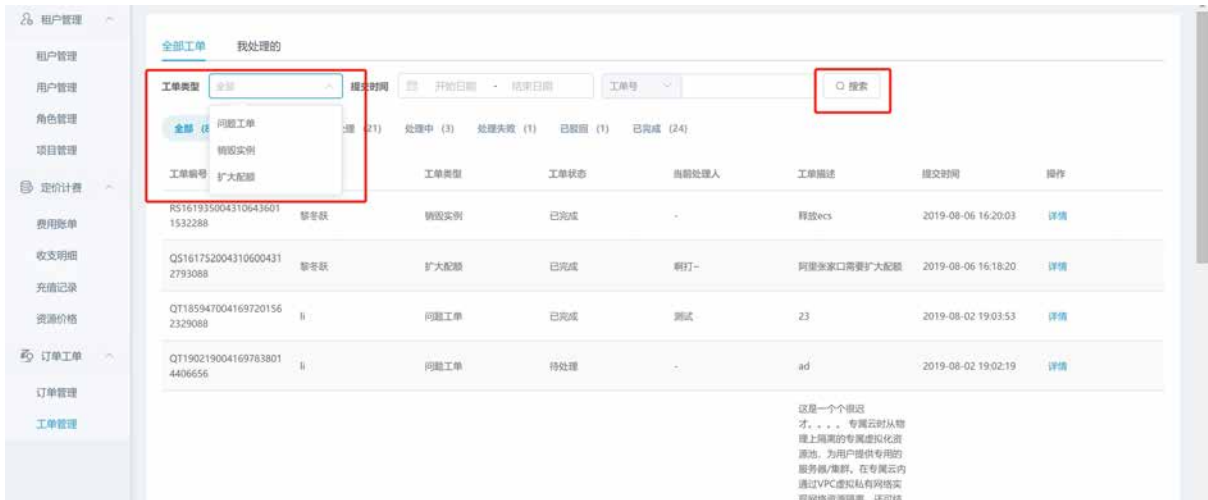 租户管理
租户管理
用户管理
角色管理
项目管理
定价计费
费用账单
收支明细
充值记录
资源价格
订单工单
订单管理
工单管理
全部工单 我处理的
工单类型 全部 提交时间 开始日期 - 结束日期 工单号 搜索
问题工单
销毁实例
扩大配额
全部 理 (21) 处理中 (3) 处理失败 (1) 已驳回 (1) 已完成 (24)
工单编号 工单类型 工单状态 当前处理人 工单描述 提交时间 操作
RS161935004310643601
1532288 黎冬跃 销毁实例 已完成 - 释放ecs 2019-08-06 16:20:03 详情
QS161752004310600431
2793088 黎冬跃 扩大配额 已完成 啊打~ 阿里张家口需要扩大配额 2019-08-06 16:18:20 详情
QT185947004169720156
2329088 li 问题工单 已完成 测试 23 2019-08-02 19:03:53 详情
QT190219004169783801
4406656 li 问题工单 待处理 - ad 2019-08-02 19:02:19 详情
这是一个个很远
才。。。。 专属云时从物
理上隔离的专属虚拟化资
源池，为用户提供专用的
服务器/集群。在专属云内
通过VPC虚拟私有网络实